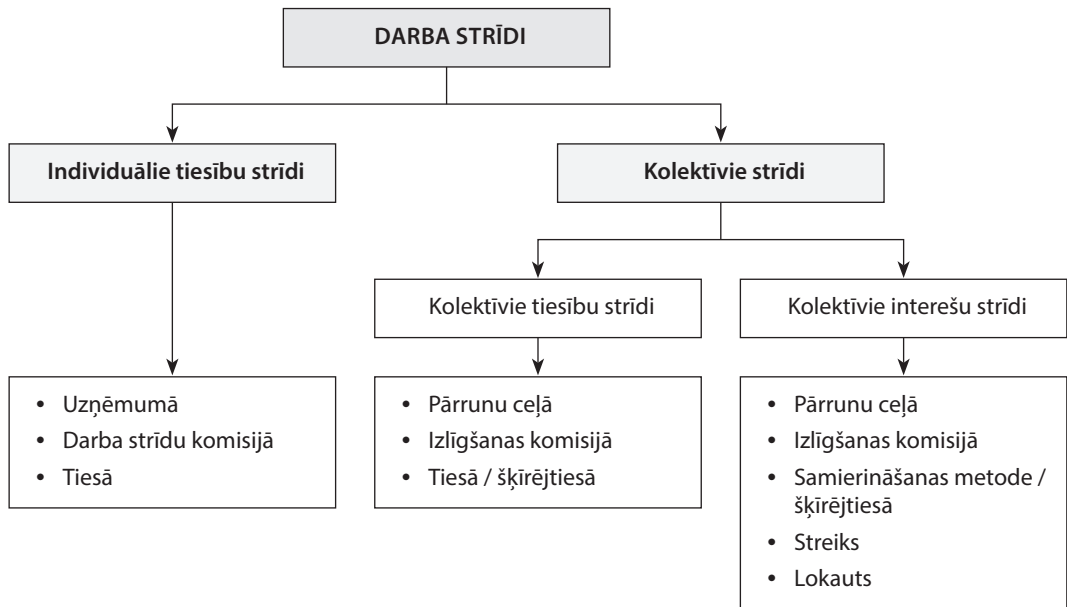 DARBA STRĪDI
Individuālie tiesību strīdi
Kolektīvie strīdi
Kolektīvie tiesību strīdi
Kolektīvie interešu strīdi
• Uzņēmumā
• Darba strīdu komisijā
• Tiesā
• Pārrunu ceļā
• Izlīgšanas komisijā
• Tiesā / šķīrējtiesā
• Pārrunu ceļā
• Izlīgšanas komisijā
• Samierināšanas metode /
šķīrējtiesā
• Streiks
• Lokauts